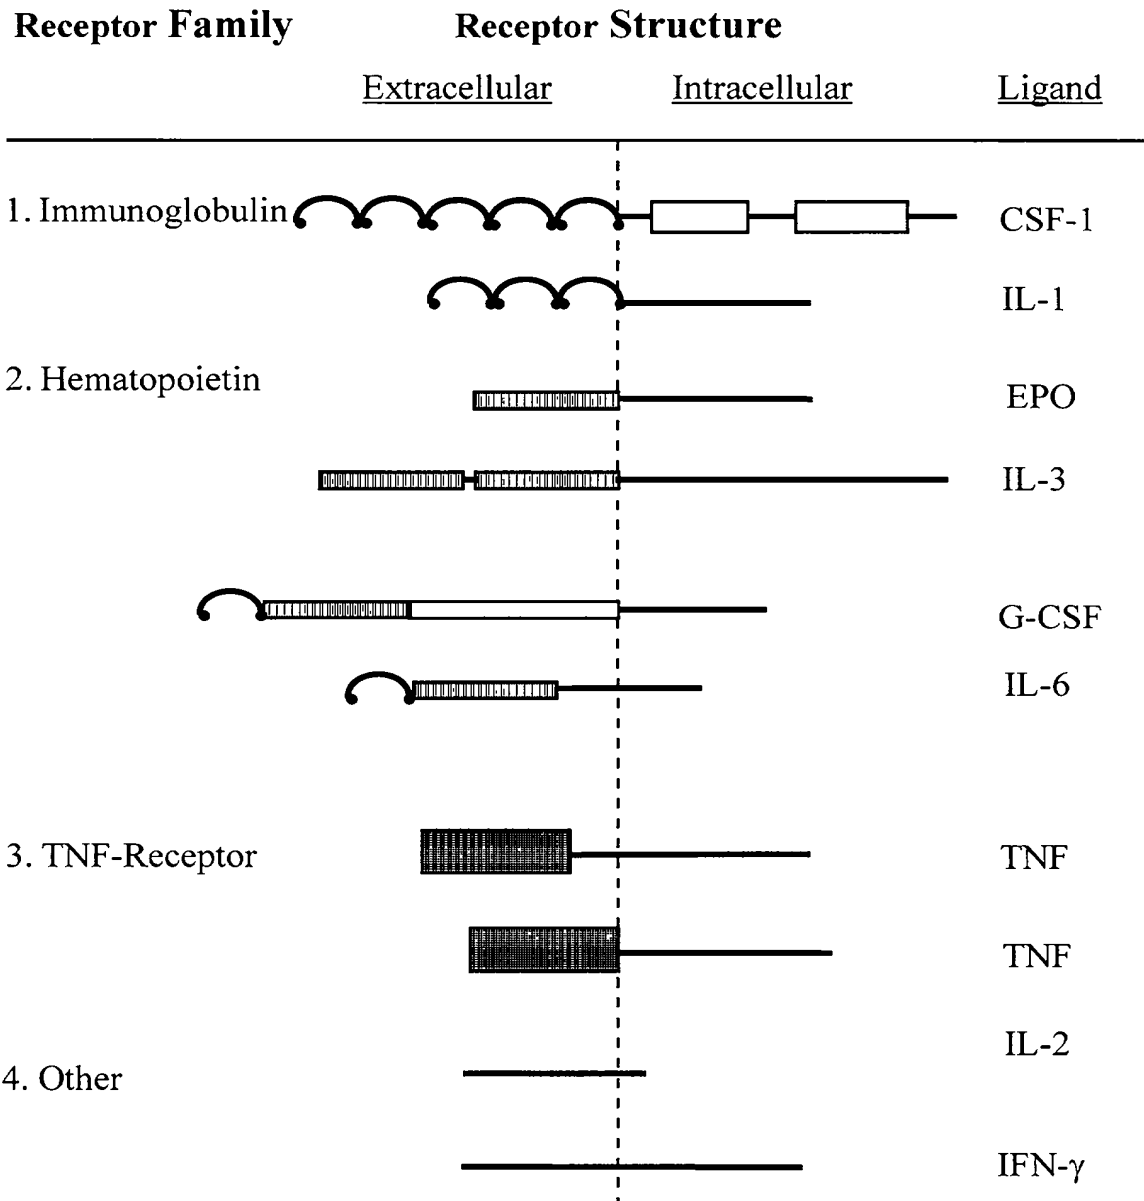 Receptor Family Receptor Structure
Extracellular Intracellular Ligand
1. Immunoglobulin CSF-1
IL-1
2. Hematopoietin
EPO
IL-3
G-CSF
IL-6
3. TNF-Receptor TNF
TNF
IL-2
4. Other
IFN-γ